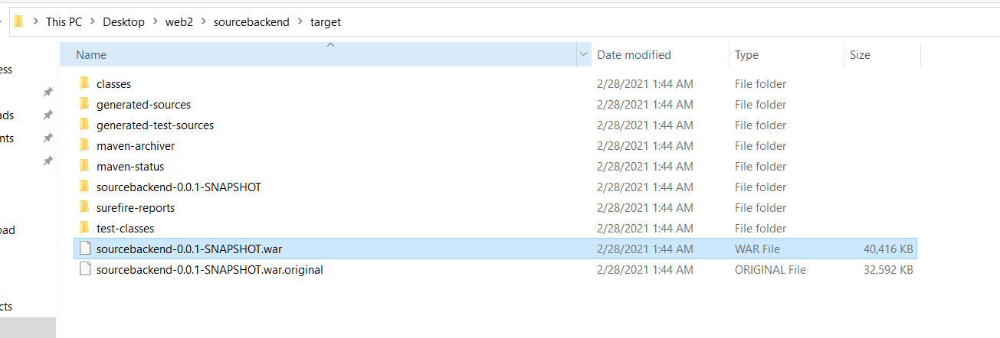 This PC > Desktop > web2 > sourcebackend > target
Name Date modified Type Size
ess
classes 2/28/2021 1:44 AM File folder
generated-sources 2/28/2021 1:44 AM File folder
ads
generated-test-sources 2/28/2021 1:44 AM File folder
nts
maven-archiver 2/28/2021 1:44 AM File folder
maven-status 2/28/2021 1:44 AM File folder
sourcebackend-0.0.1-SNAPSHOT 2/28/2021 1:44 AM File folder
surefire-reports 2/28/2021 1:44 AM File folder
oad
test-classes 2/28/2021 1:44 AM File folder
sourcebackend-0.0.1-SNAPSHOT.war 2/28/2021 1:44 AM WAR File 40,416 KB
sourcebackend-0.0.1-SNAPSHOT.war.original 2/28/2021 1:44 AM ORIGINAL File 32,592 KB
cts